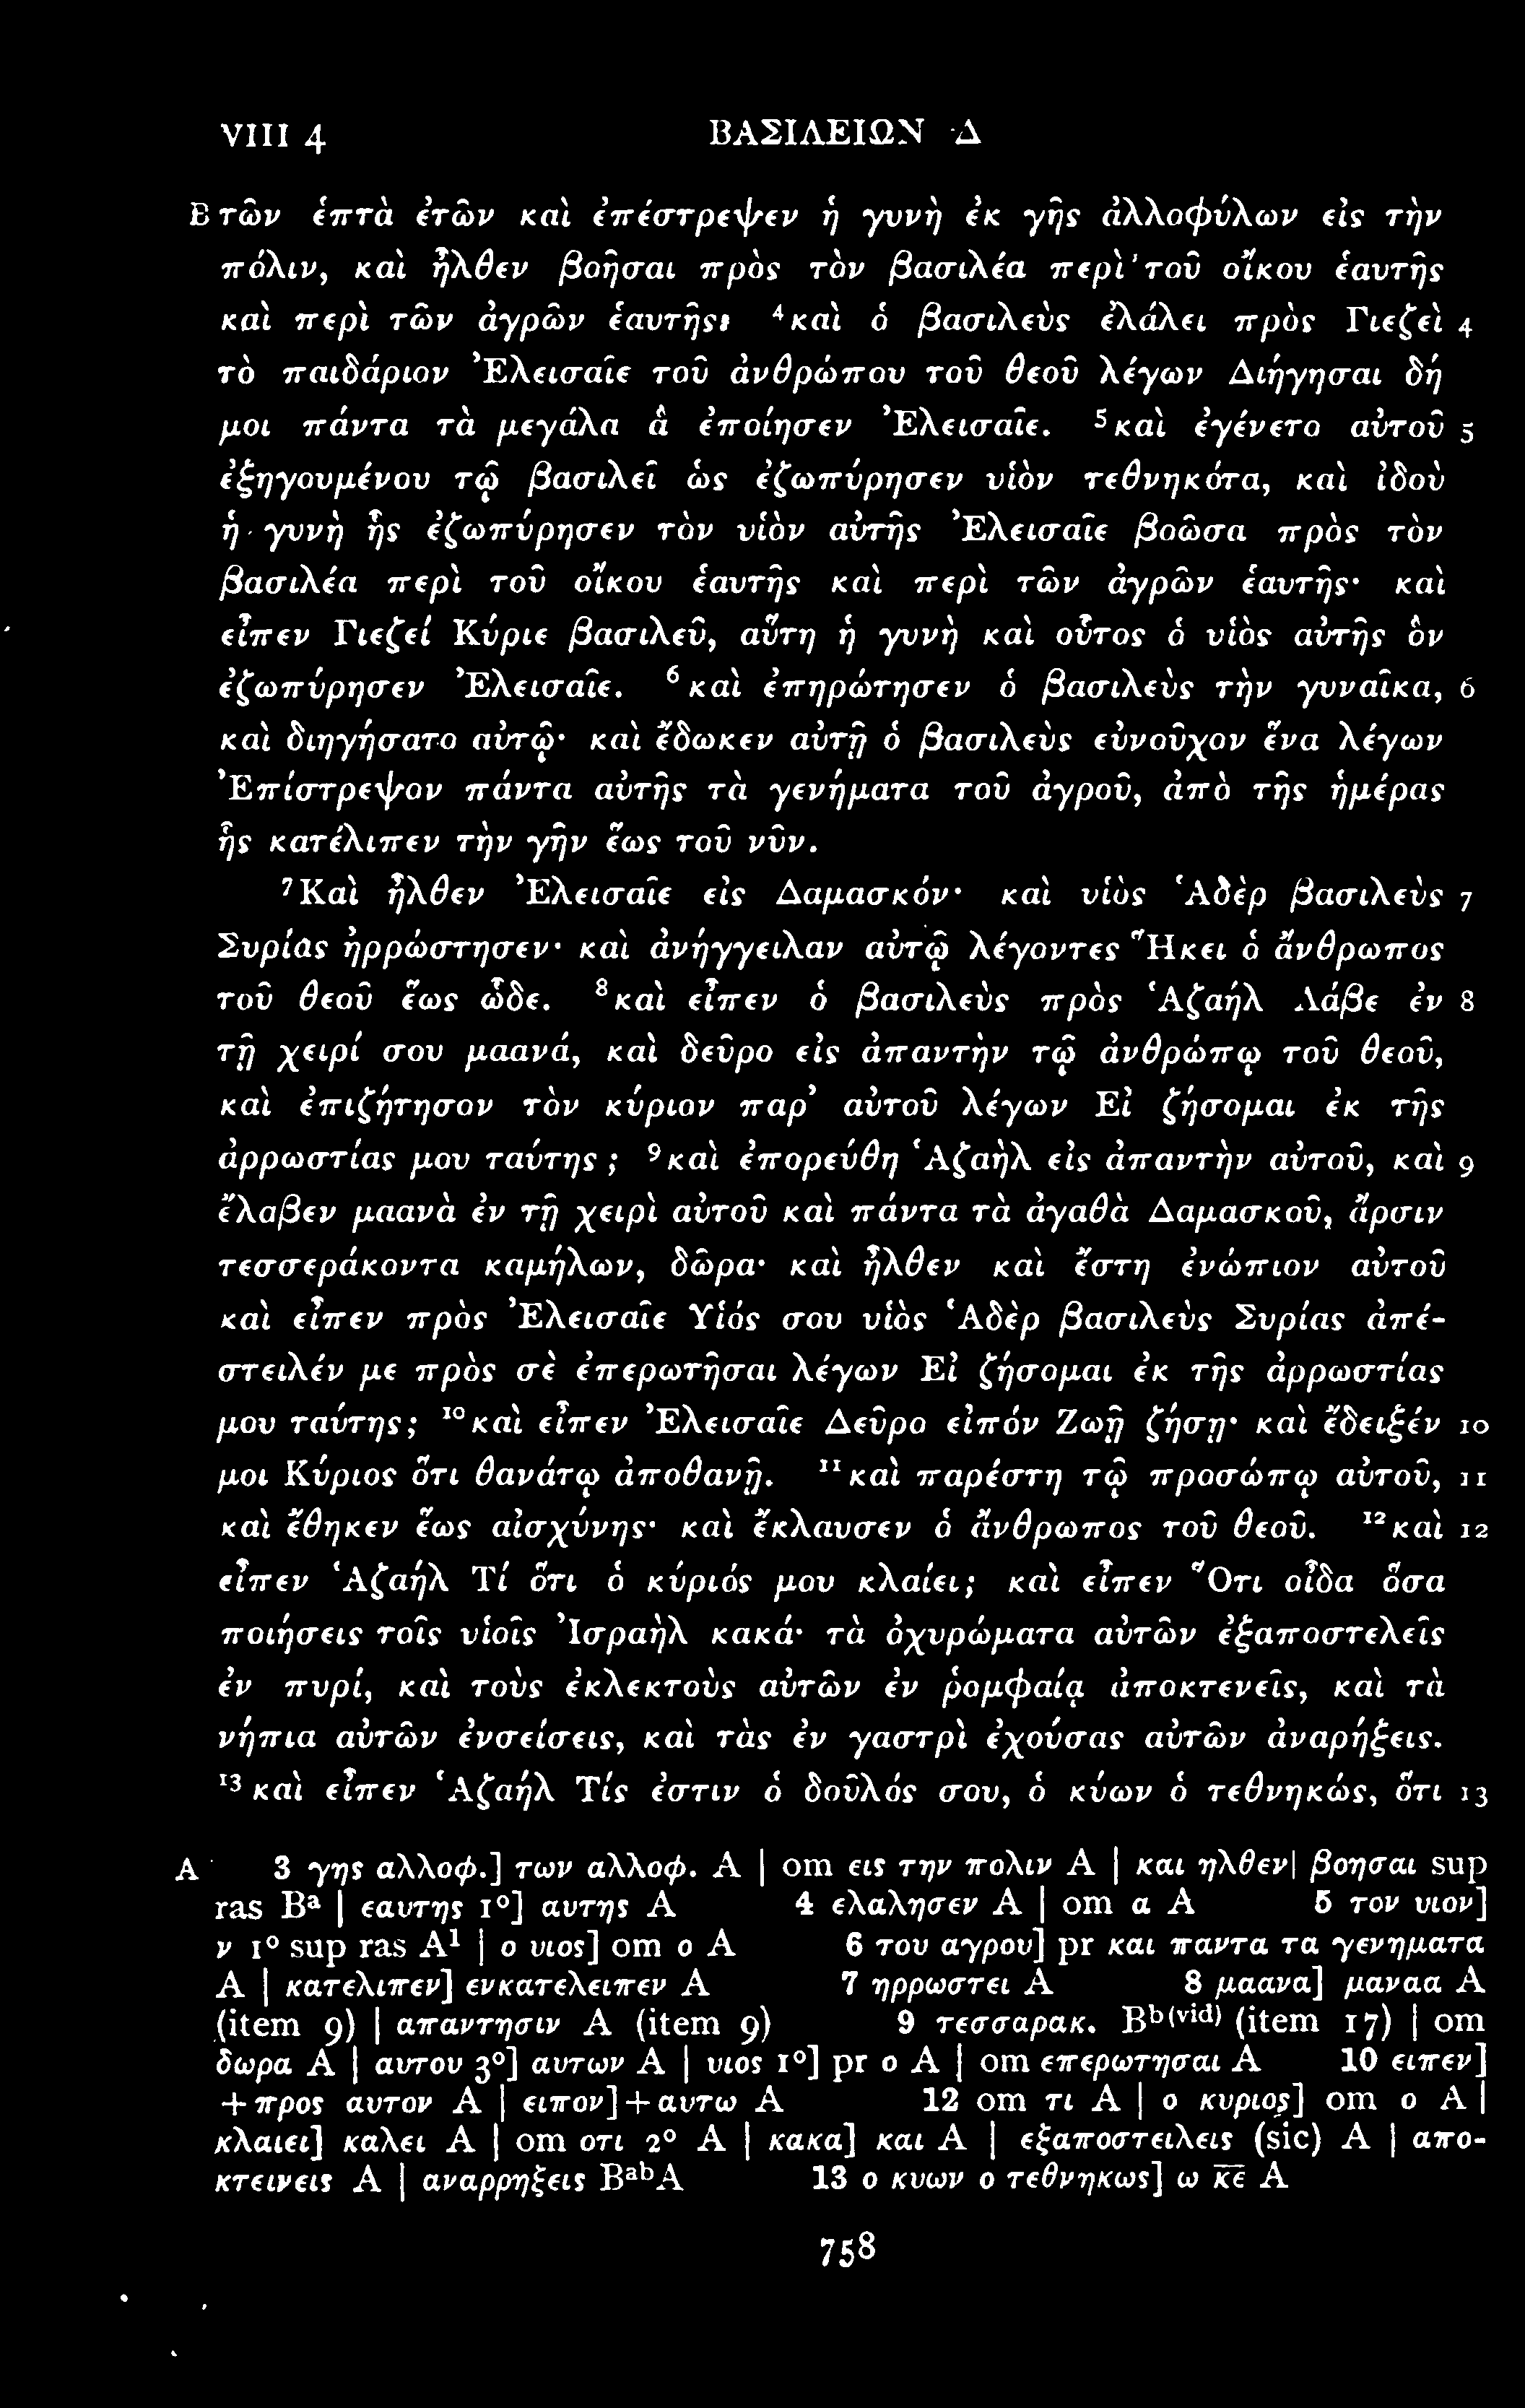 VIII 4 ΒΑΣΙΛΕΙΩΝ Δ
B τῶν ἑπτὰ ἐτῶν καὶ ἐπέστρεψεν ἡ γυνὴ ἐκ γῆς ἀλλοφύλων εἰς τὴν
πόλιν, καὶ ἦλθεν βοῆσαι πρὸς τὸν βασιλέα περὶ τοῦ οἴκου ἑαυτῆς
καὶ περὶ τῶν ἀγρῶν ἑαυτῆς· ⁴καὶ ὁ βασιλεὺς ἐλάλει πρὸς Γιεζεὶ 4
τὸ παιδάριον Ἐλεισαῖε τοῦ ἀνθρώπου τοῦ θεοῦ λέγων Διήγησαι δή
μοι πάντα τὰ μεγάλα ἃ ἐποίησεν Ἐλεισαῖε. ⁵καὶ ἐγένετο αὐτοῦ 5
ἐξηγουμένου τῷ βασιλεῖ ὡς ἐζωπύρησεν υἱὸν τεθνηκότα, καὶ ἰδοὺ
ἡ γυνὴ ἧς ἐζωπύρησεν τὸν υἱὸν αὐτῆς Ἐλεισαῖε βοῶσα πρὸς τὸν
βασιλέα περὶ τοῦ οἴκου ἑαυτῆς καὶ περὶ τῶν ἀγρῶν ἑαυτῆς· καὶ
εἶπεν Γιεζεί Κύριε βασιλεῦ, αὕτη ἡ γυνὴ καὶ οὗτος ὁ υἱὸς αὐτῆς ὃν
ἐζωπύρησεν Ἐλεισαῖε. ⁶καὶ ἐπηρώτησεν ὁ βασιλεὺς τὴν γυναῖκα, 6
καὶ διηγήσατο αὐτῷ· καὶ ἔδωκεν αὐτῇ ὁ βασιλεὺς εὐνοῦχον ἕνα λέγων
Ἐπίστρεψον πάντα αὐτῆς τὰ γενήματα τοῦ ἀγροῦ, ἀπὸ τῆς ἡμέρας
ἧς κατέλιπεν τὴν γῆν ἕως τοῦ νῦν.
⁷Καὶ ἦλθεν Ἐλεισαῖε εἰς Δαμασκόν· καὶ υἱὸς Ἁδὲρ βασιλεὺς 7
Συρίας ἠρρώστησεν· καὶ ἀνήγγειλαν αὐτῷ λέγοντες Ἥκει ὁ ἄνθρωπος
τοῦ θεοῦ ἕως ὧδε. ⁸καὶ εἶπεν ὁ βασιλεὺς πρὸς Ἁζαήλ Λάβε ἐν 8
τῇ χειρί σου μαανά, καὶ δεῦρο εἰς ἀπαντὴν τῷ ἀνθρώπῳ τοῦ θεοῦ,
καὶ ἐπιζήτησον τὸν κύριον παρ’ αὐτοῦ λέγων Εἰ ζήσομαι ἐκ τῆς
ἀρρωστίας μου ταύτης; ⁹καὶ ἐπορεύθη Ἁζαὴλ εἰς ἀπαντὴν αὐτοῦ, καὶ 9
ἔλαβεν μαανὰ ἐν τῇ χειρὶ αὐτοῦ καὶ πάντα τὰ ἀγαθὰ Δαμασκοῦ, ἄρσιν
τεσσεράκοντα καμήλων, δῶρα· καὶ ἦλθεν καὶ ἔστη ἐνώπιον αὐτοῦ
καὶ εἶπεν πρὸς Ἐλεισαῖε Υἱός σου υἱὸς Ἁδὲρ βασιλεὺς Συρίας ἀπέ-
στειλέν με πρὸς σὲ ἐπερωτῆσαι λέγων Εἰ ζήσομαι ἐκ τῆς ἀρρωστίας
μου ταύτης; ¹⁰καὶ εἶπεν Ἐλεισαῖε Δεῦρο εἰπόν Ζωῇ ζήσῃ· καὶ ἔδειξέν 10
μοι Κύριος ὅτι θανάτῳ ἀποθανῇ. ¹¹καὶ παρέστη τῷ προσώπῳ αὐτοῦ, 11
καὶ ἔθηκεν ἕως αἰσχύνης· καὶ ἔκλαυσεν ὁ ἄνθρωπος τοῦ θεοῦ. ¹²καὶ 12
εἶπεν Ἁζαήλ Τί ὅτι ὁ κύριός μου κλαίει; καὶ εἶπεν Ὅτι οἶδα ὅσα
ποιήσεις τοῖς υἱοῖς Ἰσραὴλ κακά· τὰ ὀχυρώματα αὐτῶν ἐξαποστελεῖς
ἐν πυρί, καὶ τοὺς ἐκλεκτοὺς αὐτῶν ἐν ῥομφαίᾳ ἀποκτενεῖς, καὶ τὰ
νήπια αὐτῶν ἐνσείσεις, καὶ τὰς ἐν γαστρὶ ἐχούσας αὐτῶν ἀναρήξεις.
¹³καὶ εἶπεν Ἁζαήλ Τίς ἐστιν ὁ δοῦλός σου, ὁ κύων ὁ τεθνηκώς, ὅτι 13
A 3 γης αλλοφ.] των αλλοφ. A | om εις την πολιν A | και ηλθεν| βοησαι sup
ras Bᵃ | εαυτης 1°] αυτης A 4 ελαλησεν A | om α A 5 τον υιον]
ν 1° sup ras A¹ | ο υιος] om ο A 6 του αγρου] pr και παντα τα γενηματα
A | κατελιπεν] ενκατελειπεν A 7 ηρρωστει A 8 μαανα] μαναα A
(item 9) | απαντησιν A (item 9) 9 τεσσαρακ. Bᵇ⁽ᵛⁱᵈ⁾ (item 17) | om
δωρα A | αυτου 3°] αυτων A | υιος 1°] pr ο A | om επερωτησαι A 10 ειπεν]
+προς αυτον A | ειπον]+αυτω A 12 om τι A | ο κυριος] om ο A |
κλαιει] καλει A | om οτι 2° A | κακα] και A | εξαποστειλεις (sic) A | απο-
κτεινεις A | αναρρηξεις BᵃᵇA 13 ο κυων ο τεθνηκως] ω κ̅ε̅ A
758